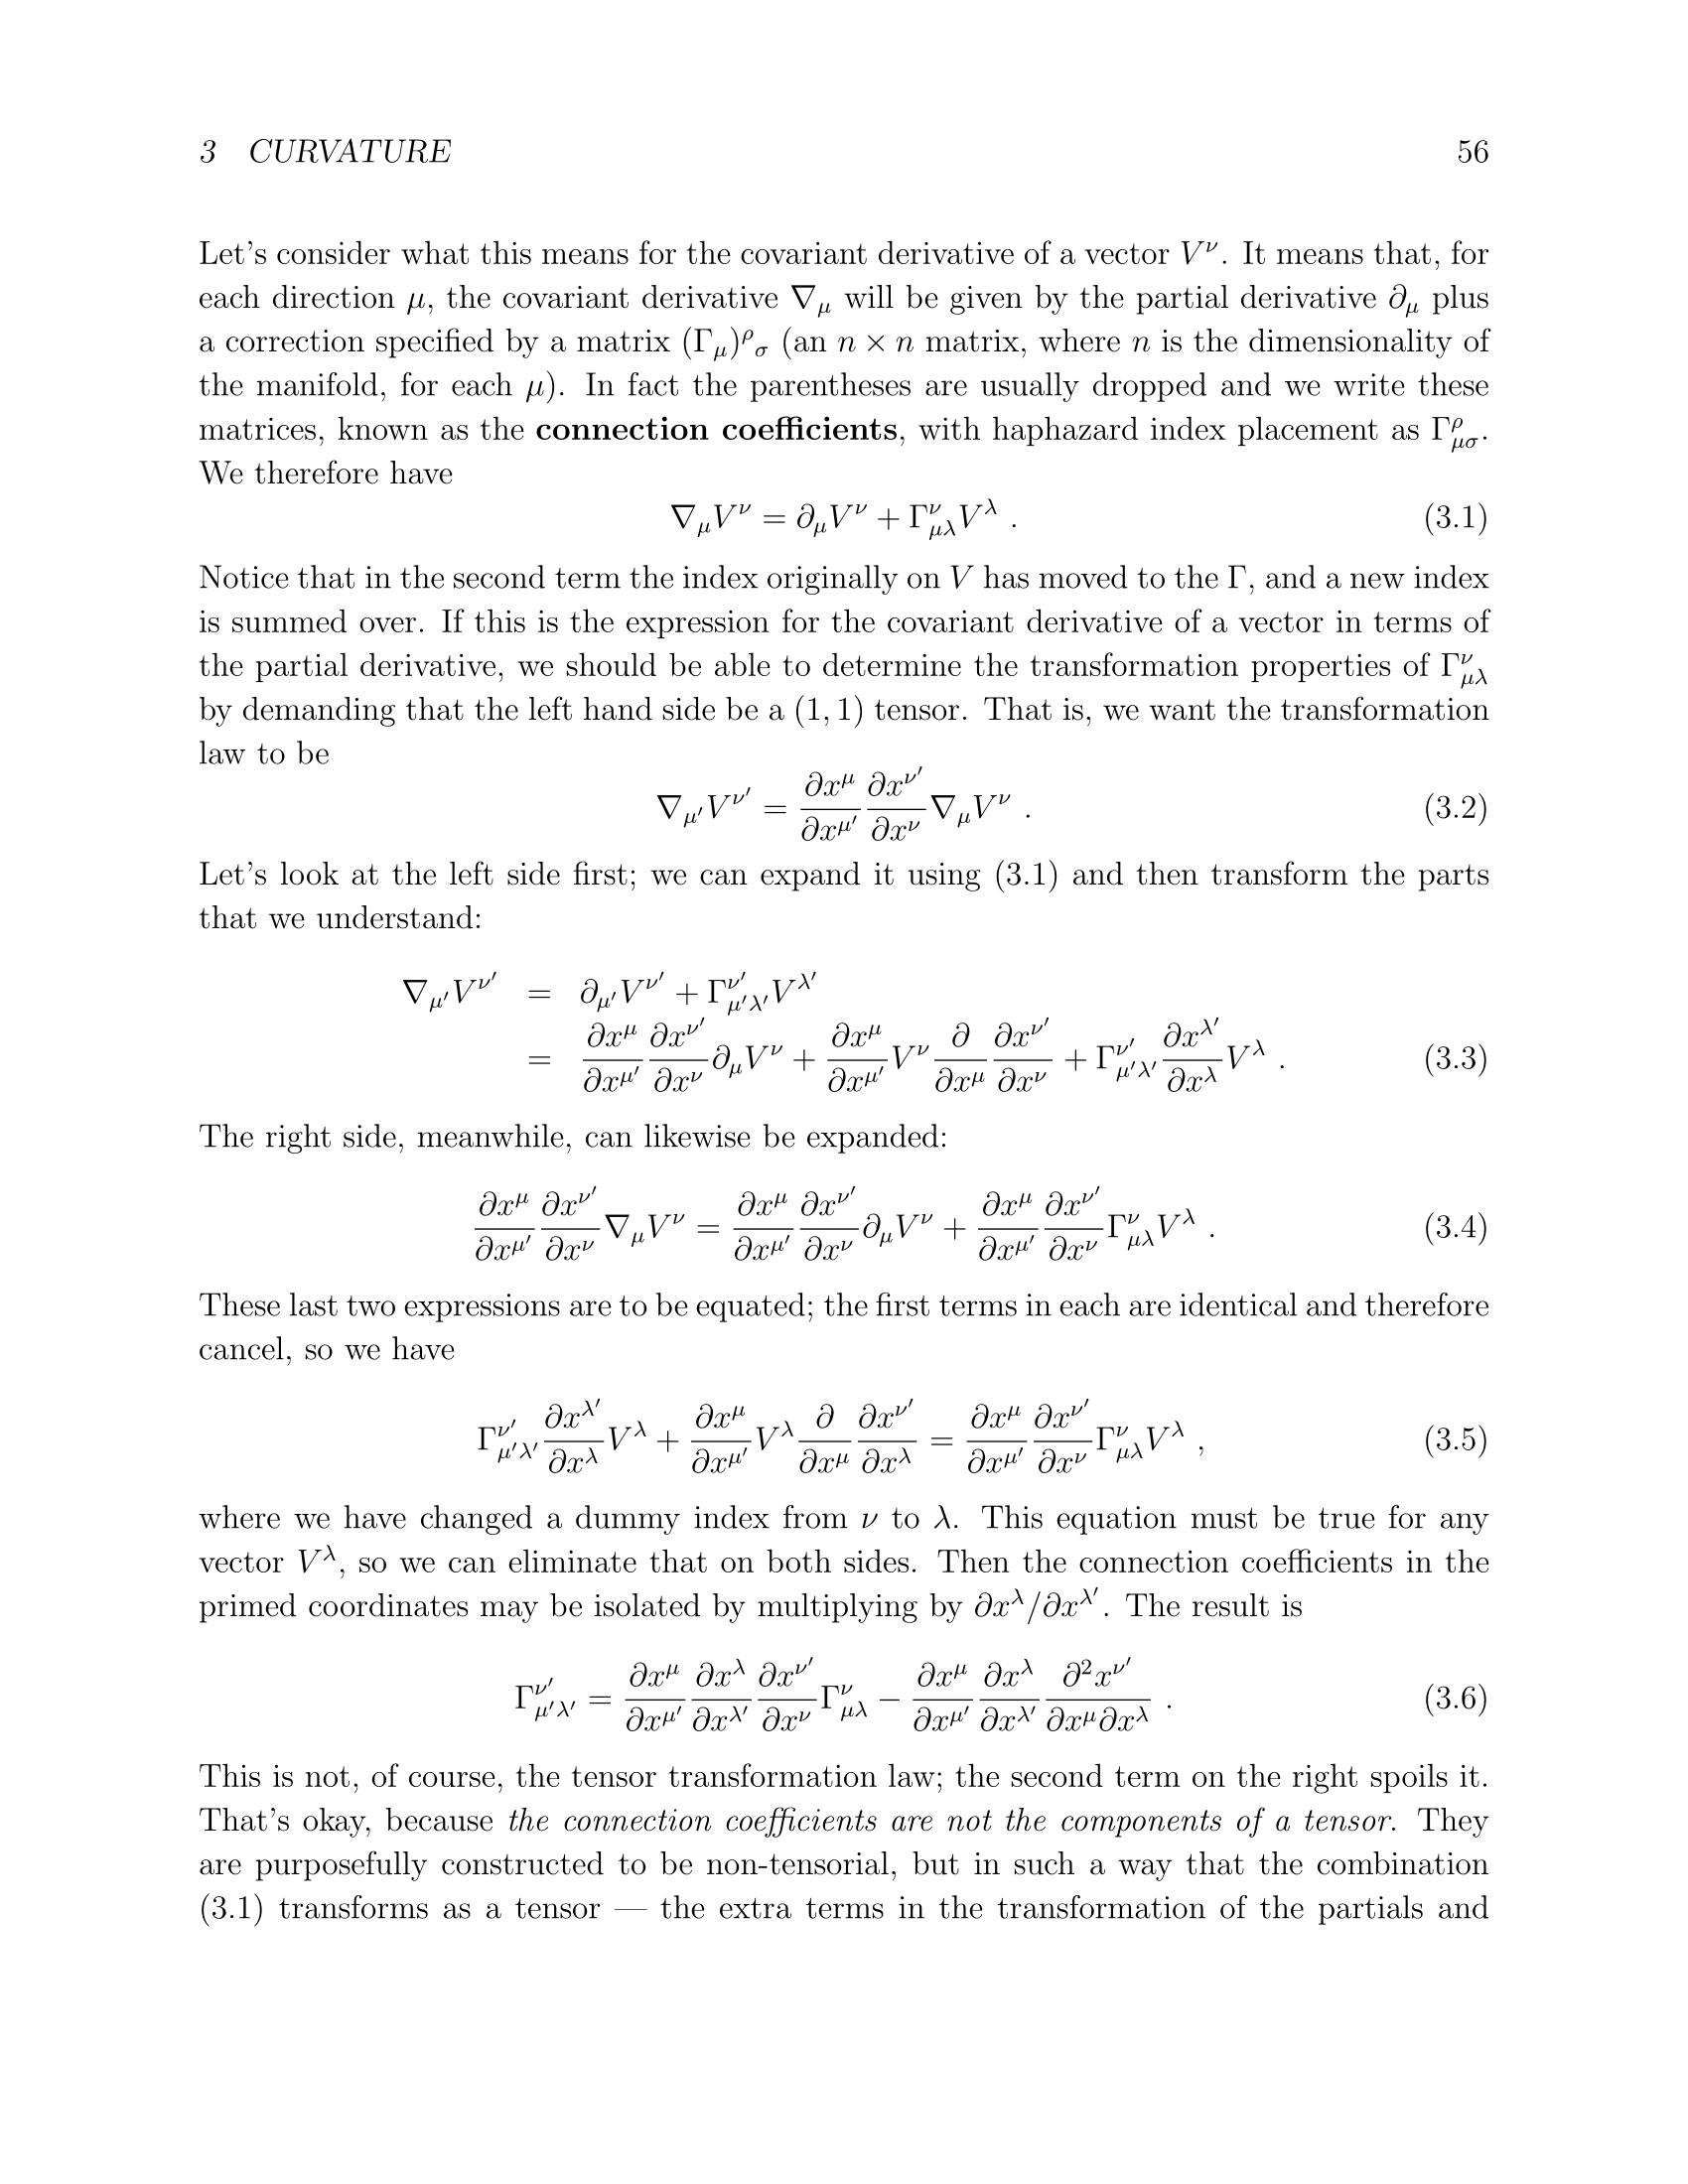 3 CURVATURE 56
Let's consider what this means for the covariant derivative of a vector $V^\nu$. It means that, for
each direction $\mu$, the covariant derivative $\nabla_\mu$ will be given by the partial derivative $\partial_\mu$ plus
a correction specified by a matrix $(\Gamma_\mu)^\rho{}_\sigma$ (an $n \times n$ matrix, where $n$ is the dimensionality of
the manifold, for each $\mu$). In fact the parentheses are usually dropped and we write these
matrices, known as the connection coefficients, with haphazard index placement as $\Gamma^\rho_{\mu\sigma}$.
We therefore have
$\nabla_\mu V^\nu = \partial_\mu V^\nu + \Gamma^\nu_{\mu\lambda} V^\lambda$ . (3.1)
Notice that in the second term the index originally on $V$ has moved to the $\Gamma$, and a new index
is summed over. If this is the expression for the covariant derivative of a vector in terms of
the partial derivative, we should be able to determine the transformation properties of $\Gamma^\nu_{\mu\lambda}$
by demanding that the left hand side be a $(1, 1)$ tensor. That is, we want the transformation
law to be
$\nabla_{\mu'} V^{\nu'} = \frac{\partial x^\mu}{\partial x^{\mu'}} \frac{\partial x^{\nu'}}{\partial x^\nu} \nabla_\mu V^\nu$ . (3.2)
Let's look at the left side first; we can expand it using (3.1) and then transform the parts
that we understand:
$\nabla_{\mu'} V^{\nu'} = \partial_{\mu'} V^{\nu'} + \Gamma^{\nu'}_{\mu'\lambda'} V^{\lambda'}$
$= \frac{\partial x^\mu}{\partial x^{\mu'}} \frac{\partial x^{\nu'}}{\partial x^\nu} \partial_\mu V^\nu + \frac{\partial x^\mu}{\partial x^{\mu'}} V^\nu \frac{\partial}{\partial x^\mu} \frac{\partial x^{\nu'}}{\partial x^\nu} + \Gamma^{\nu'}_{\mu'\lambda'} \frac{\partial x^{\lambda'}}{\partial x^\lambda} V^\lambda$ . (3.3)
The right side, meanwhile, can likewise be expanded:
$\frac{\partial x^\mu}{\partial x^{\mu'}} \frac{\partial x^{\nu'}}{\partial x^\nu} \nabla_\mu V^\nu = \frac{\partial x^\mu}{\partial x^{\mu'}} \frac{\partial x^{\nu'}}{\partial x^\nu} \partial_\mu V^\nu + \frac{\partial x^\mu}{\partial x^{\mu'}} \frac{\partial x^{\nu'}}{\partial x^\nu} \Gamma^\nu_{\mu\lambda} V^\lambda$ . (3.4)
These last two expressions are to be equated; the first terms in each are identical and therefore
cancel, so we have
$\Gamma^{\nu'}_{\mu'\lambda'} \frac{\partial x^{\lambda'}}{\partial x^\lambda} V^\lambda + \frac{\partial x^\mu}{\partial x^{\mu'}} V^\lambda \frac{\partial}{\partial x^\mu} \frac{\partial x^{\nu'}}{\partial x^\lambda} = \frac{\partial x^\mu}{\partial x^{\mu'}} \frac{\partial x^{\nu'}}{\partial x^\nu} \Gamma^\nu_{\mu\lambda} V^\lambda$ , (3.5)
where we have changed a dummy index from $\nu$ to $\lambda$. This equation must be true for any
vector $V^\lambda$, so we can eliminate that on both sides. Then the connection coefficients in the
primed coordinates may be isolated by multiplying by $\partial x^\lambda / \partial x^{\lambda'}$. The result is
$\Gamma^{\nu'}_{\mu'\lambda'} = \frac{\partial x^\mu}{\partial x^{\mu'}} \frac{\partial x^\lambda}{\partial x^{\lambda'}} \frac{\partial x^{\nu'}}{\partial x^\nu} \Gamma^\nu_{\mu\lambda} - \frac{\partial x^\mu}{\partial x^{\mu'}} \frac{\partial x^\lambda}{\partial x^{\lambda'}} \frac{\partial^2 x^{\nu'}}{\partial x^\mu \partial x^\lambda}$ . (3.6)
This is not, of course, the tensor transformation law; the second term on the right spoils it.
That's okay, because the connection coefficients are not the components of a tensor. They
are purposefully constructed to be non-tensorial, but in such a way that the combination
(3.1) transforms as a tensor — the extra terms in the transformation of the partials and